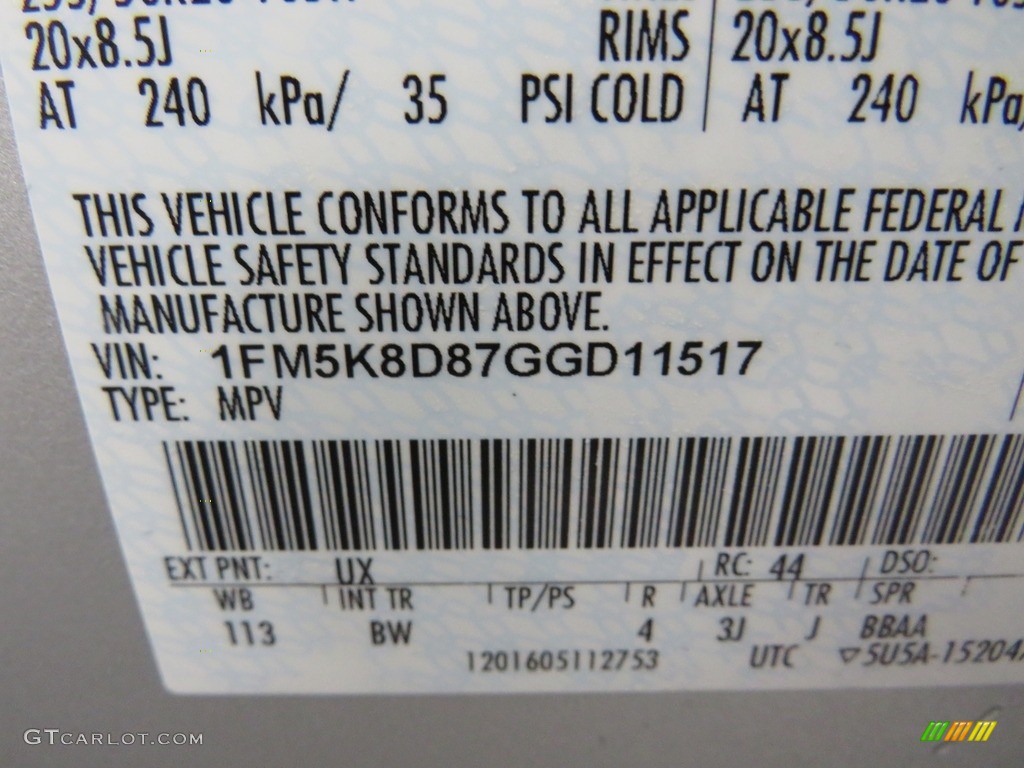 20x8.5J RIMS 20x8.5J
AT 240 kPa/ 35 PSI COLD AT 240 kPa/
THIS VEHICLE CONFORMS TO ALL APPLICABLE FEDERAL
VEHICLE SAFETY STANDARDS IN EFFECT ON THE DATE OF
MANUFACTURE SHOWN ABOVE.
VIN: 1FM5K8D87GGD11517
TYPE: MPV
EXT PNT: UX RC: 44 DSO:
WB INT TR TP/PS R AXLE TR SPR
113 BW 4 3J J BBAA
1201605112753 UTC ▽5U5A-15204
GTCARLOT.COM